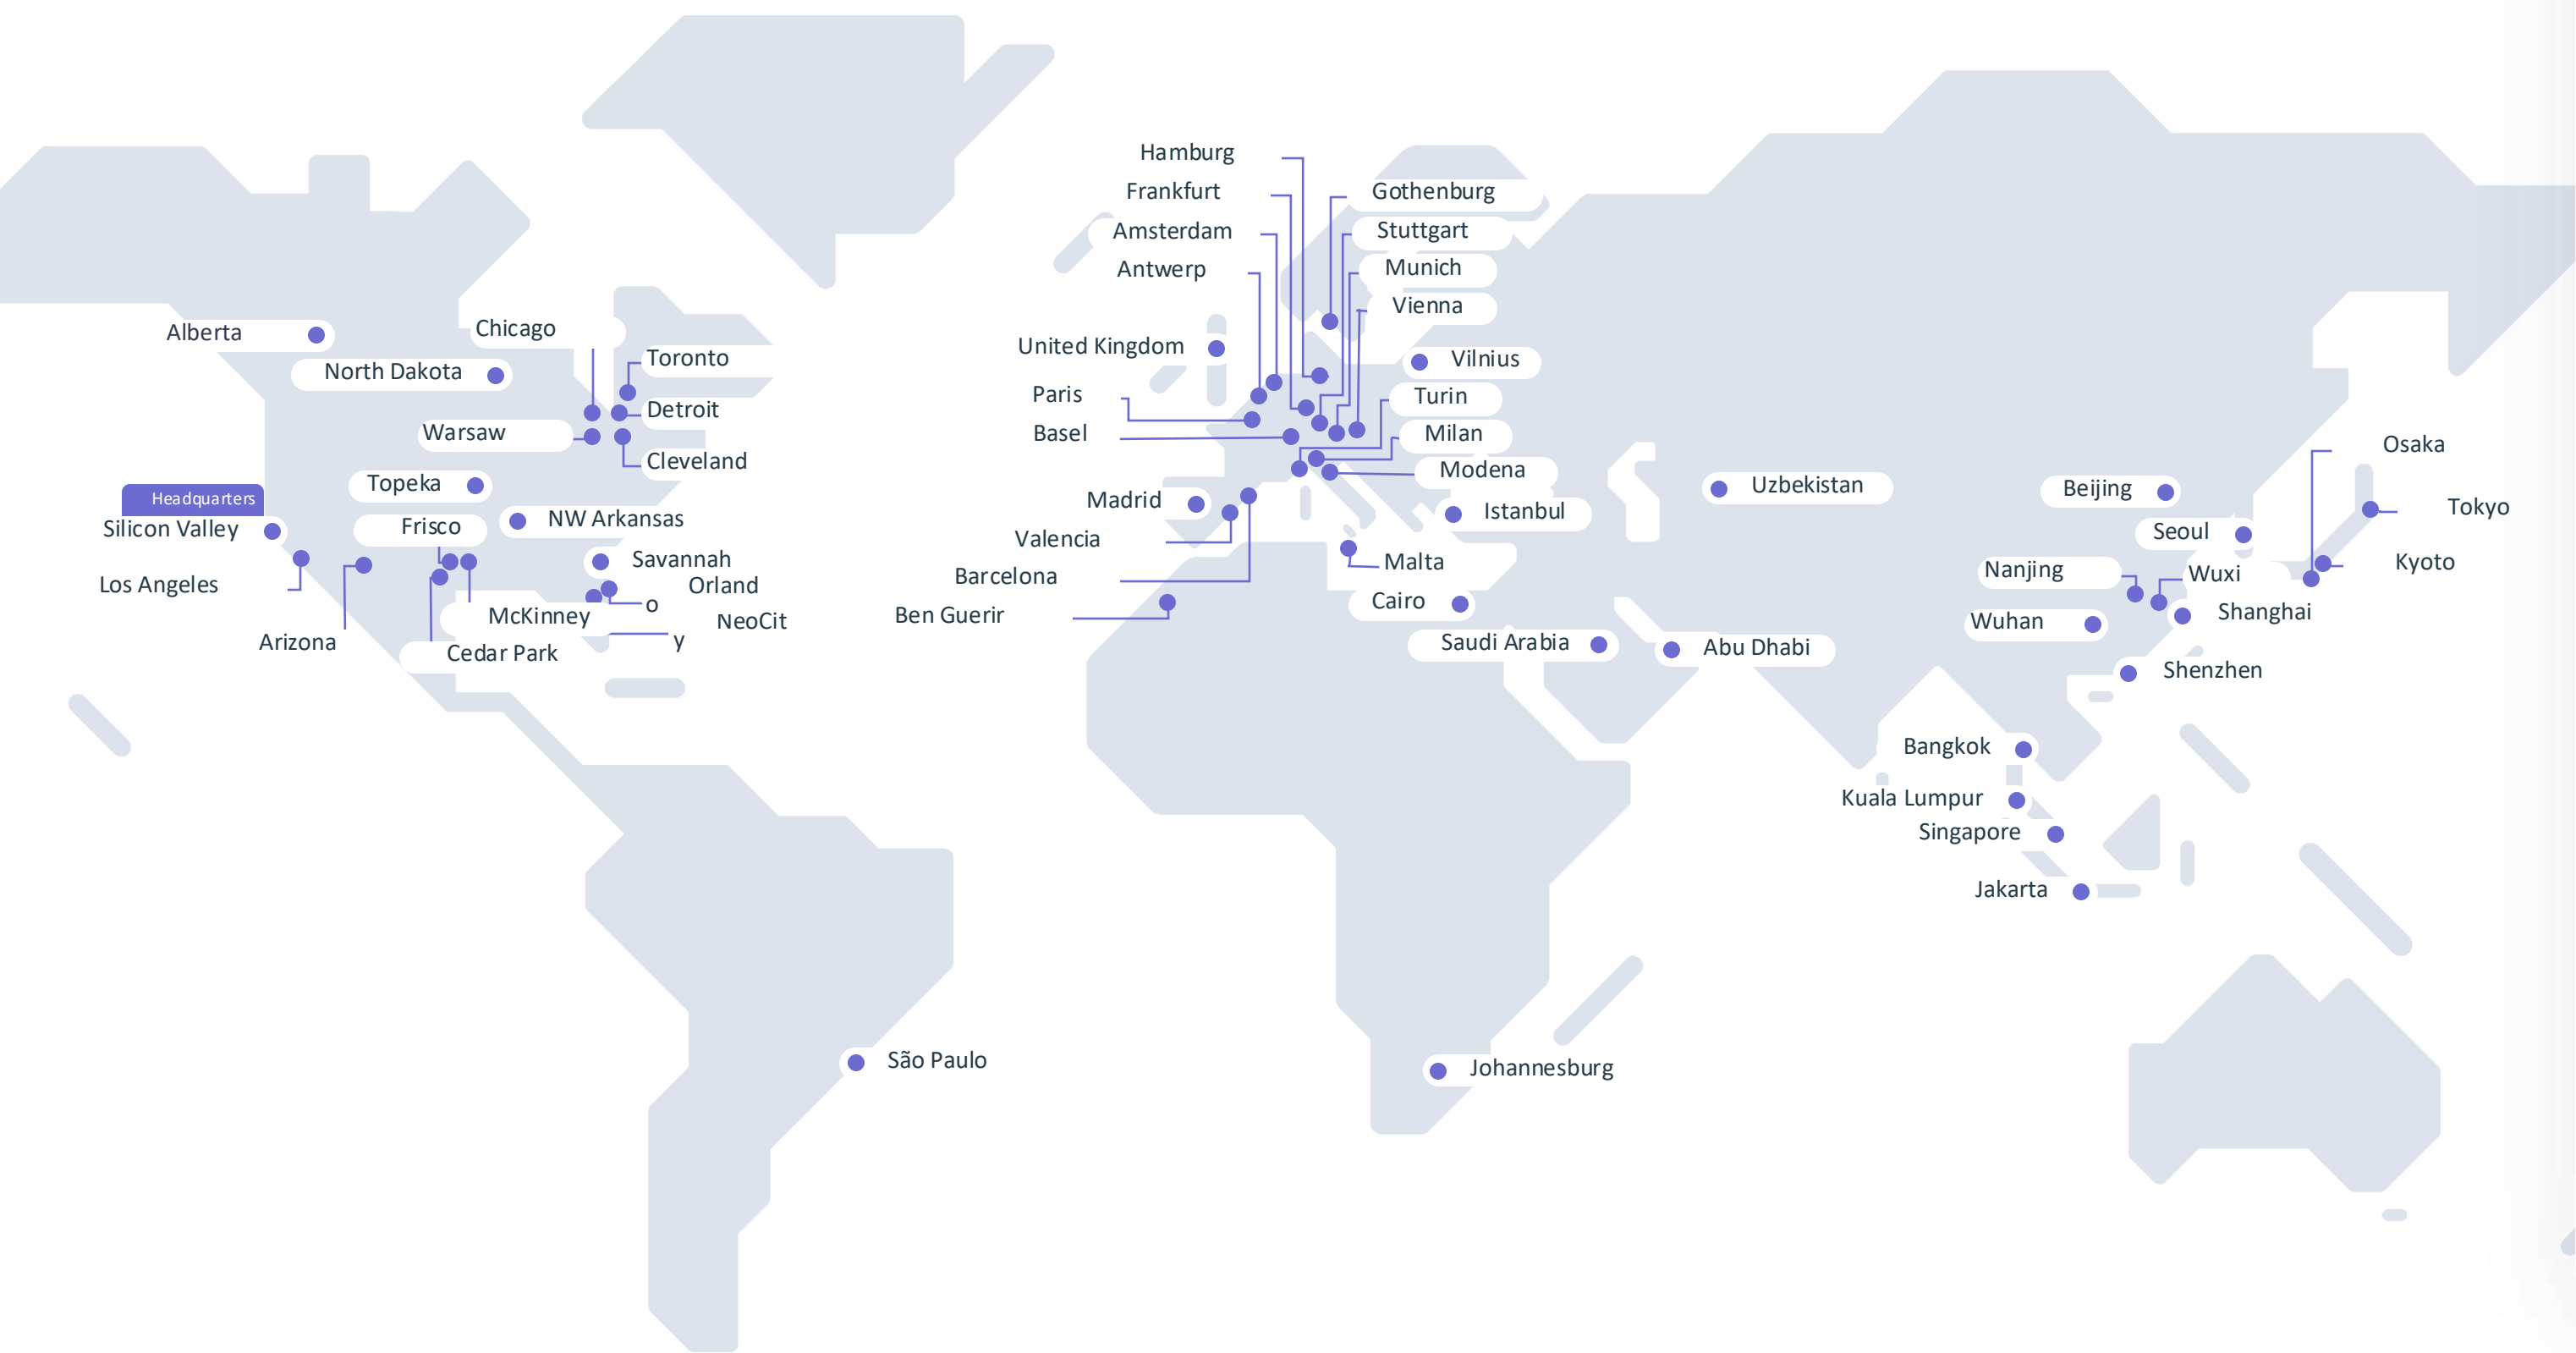 Hamburg
Frankfurt
Gothenburg
Amsterdam
Stuttgart
Antwerp
Munich
Vienna
Alberta
Chicago
United Kingdom
Toronto
Vilnius
North Dakota
Paris
Turin
Detroit
Warsaw
Basel
Milan
Cleveland
Osaka
Modena
Topeka
Uzbekistan
Beijing
Headquarters
Madrid
Istanbul
Tokyo
Silicon Valley
Frisco
NW Arkansas
Seoul
Valencia
Savannah
Malta
Kyoto
Nanjing
Wuxi
Los Angeles
Orland
o
Barcelona
Cairo
McKinney
Ben Guerir
Shanghai
NeoCit
y
Wuhan
Arizona
Saudi Arabia
Abu Dhabi
Cedar Park
Shenzhen
Bangkok
Kuala Lumpur
Singapore
Jakarta
São Paulo
Johannesburg